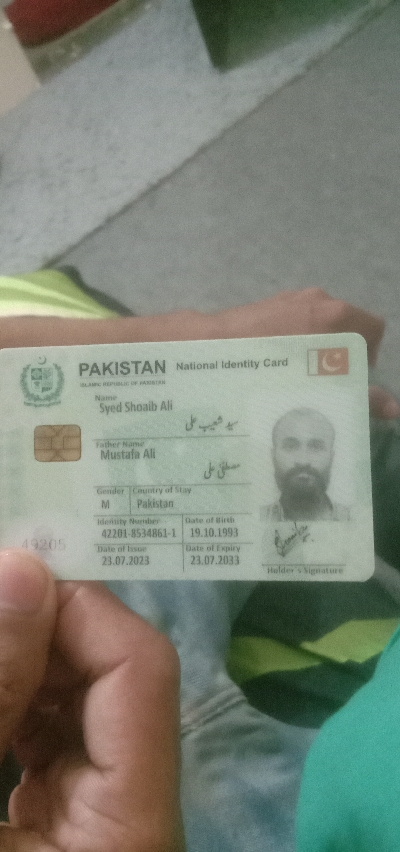 PAKISTAN National Identity Card
ISLAMIC REPUBLIC OF PAKISTAN
Name
Syed Shoaib Ali
سید شعیب علی
Father Name
Mustafa Ali
مصطفیٰ علی
Gender Country of Stay
M Pakistan
Identity Number Date of Birth
42201-8534861-1 19.10.1993
Date of Issue Date of Expiry
23.07.2023 23.07.2033
Holder's Signature
49205